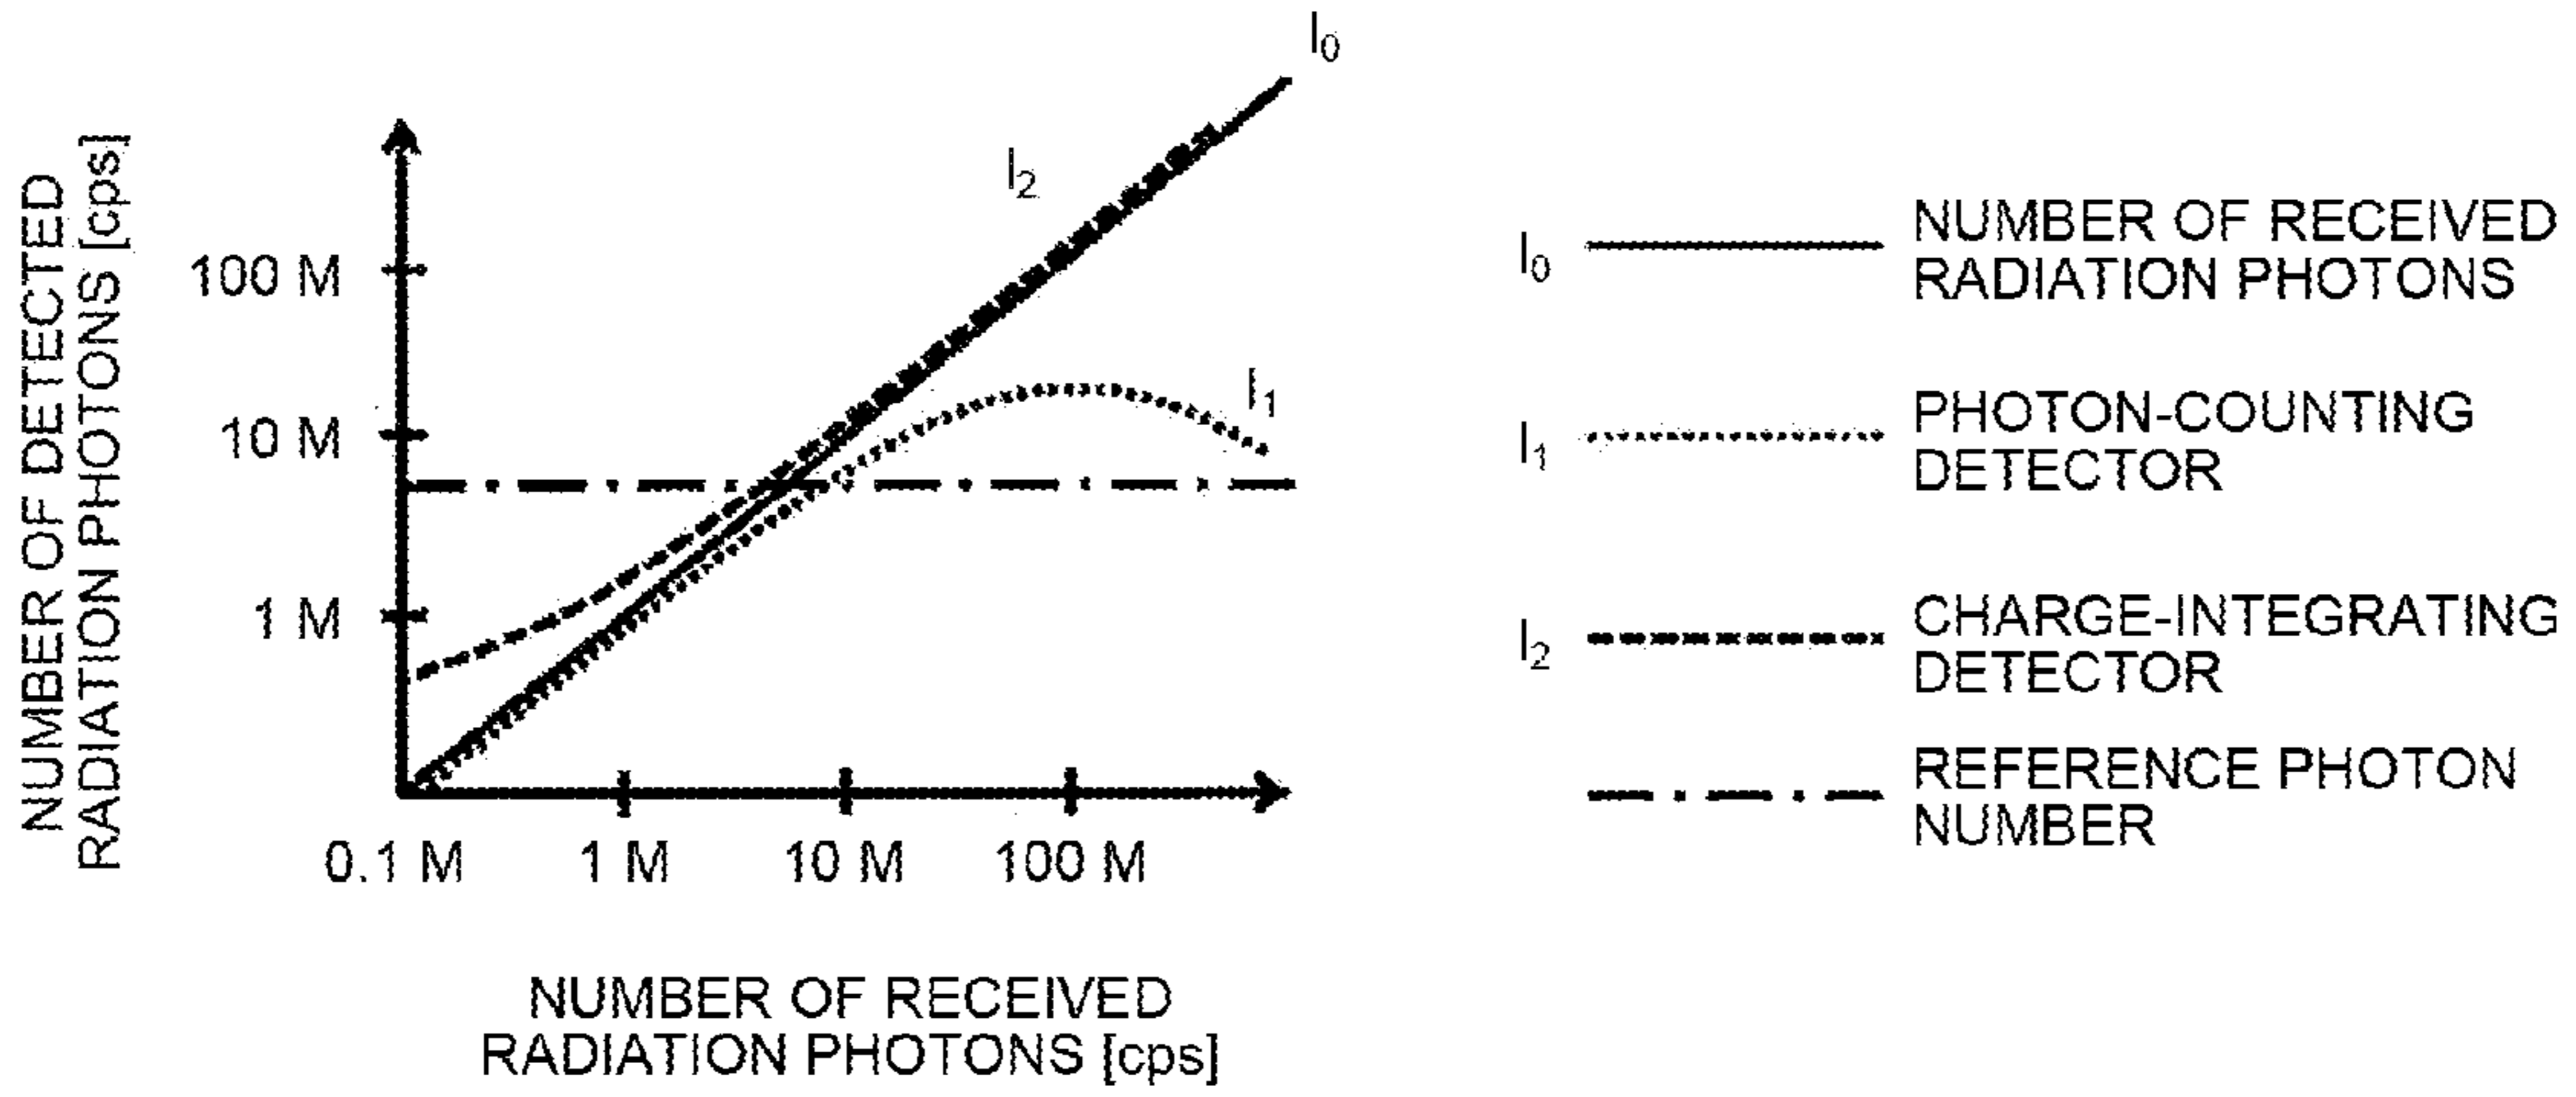 NUMBER OF DETECTED
RADIATION PHOTONS [cps]
100 M
10 M
1 M
0.1 M
1 M
10 M
100 M
NUMBER OF RECEIVED
RADIATION PHOTONS [cps]
I0
I2
I1
I0
NUMBER OF RECEIVED
RADIATION PHOTONS
I1
PHOTON-COUNTING
DETECTOR
I2
CHARGE-INTEGRATING
DETECTOR
REFERENCE PHOTON
NUMBER